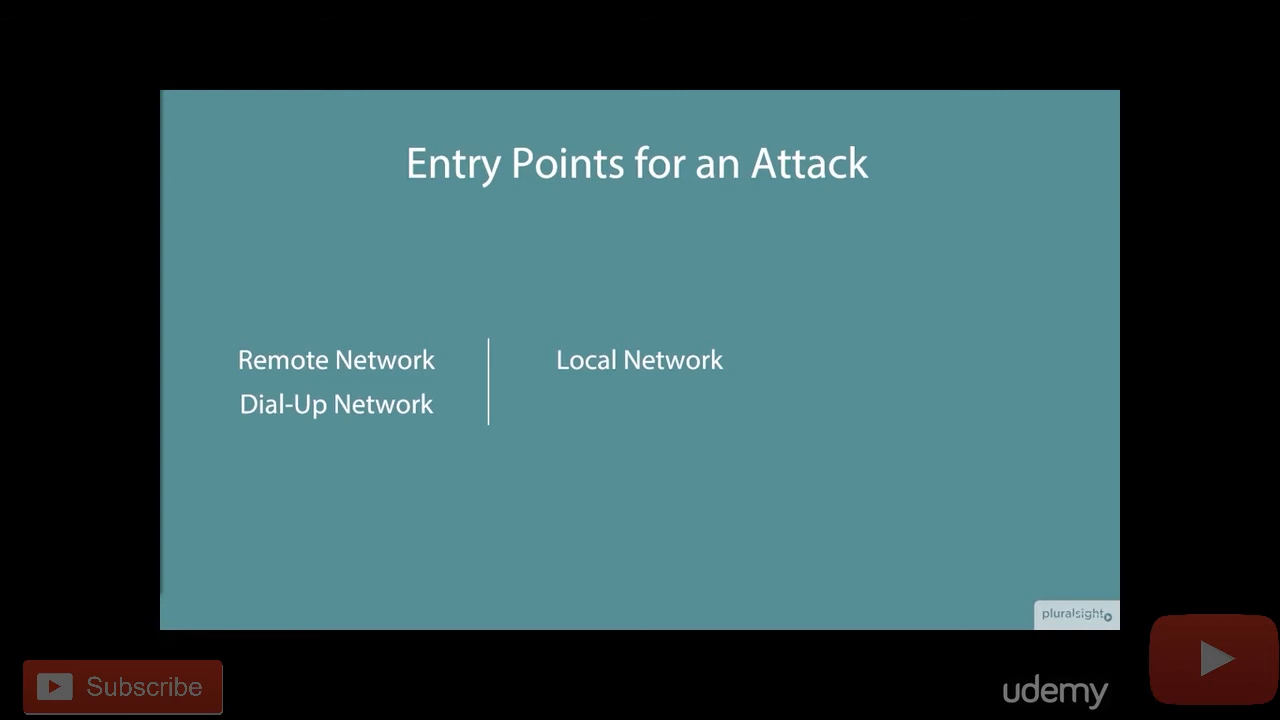 Entry Points for an Attack
Remote Network
Dial-Up Network
Local Network
pluralsight
Subscribe
udemy